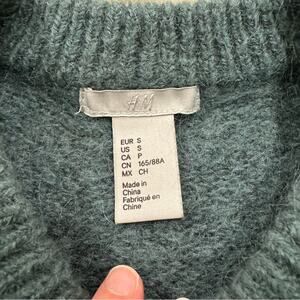 H&M
EUR S
US S
CA P
CN 165/88A
MX CH
Made in
China
Fabriqué en
Chine